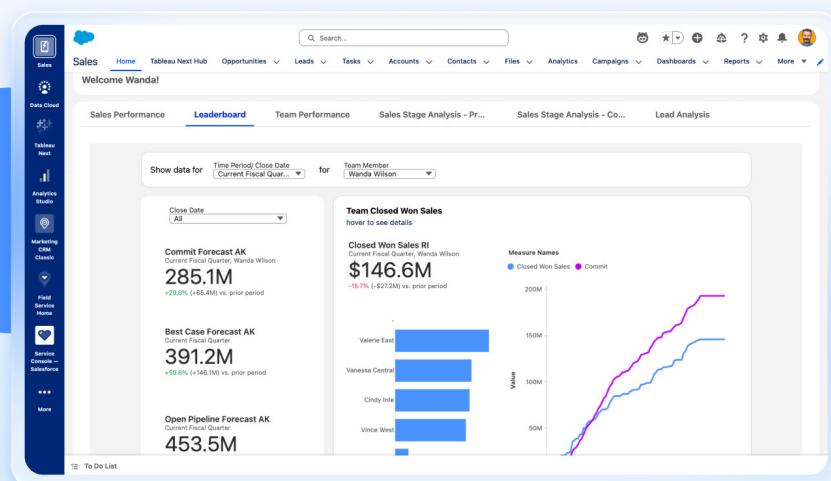 Search...
Sales
Home
Tableau Next Hub
Opportunities
Leads
Tasks
Accounts
Contacts
Files
Analytics
Campaigns
Dashboards
Reports
More
Sales
Data Cloud
Tableau
Next
Analytics
Studio
Marketing
CRM
Classic
Field
Service
Home
Service
Console —
Salesforce
More
Welcome Wanda!
Sales Performance
Leaderboard
Team Performance
Sales Stage Analysis - Pr...
Sales Stage Analysis - Co...
Lead Analysis
Show data for
Time Period/ Close Date
Current Fiscal Quar...
for
Team Member
Wanda Wilson
Close Date
All
Commit Forecast AK
Current Fiscal Quarter, Wanda Wilson
285.1M
+29.8% (+65.4M) vs. prior period
Best Case Forecast AK
Current Fiscal Quarter
391.2M
+59.6% (+146.1M) vs. prior period
Open Pipeline Forecast AK
Current Fiscal Quarter
453.5M
Team Closed Won Sales
hover to see details
Closed Won Sales RI
Current Fiscal Quarter, Wanda Wilson
$146.6M
-15.7% (-$27.2M) vs. prior period
Valerie East
Vanessa Central
Cindy Inte
Vince West
Measure Names
Closed Won Sales
Commit
200M
150M
100M
50M
Value
To Do List